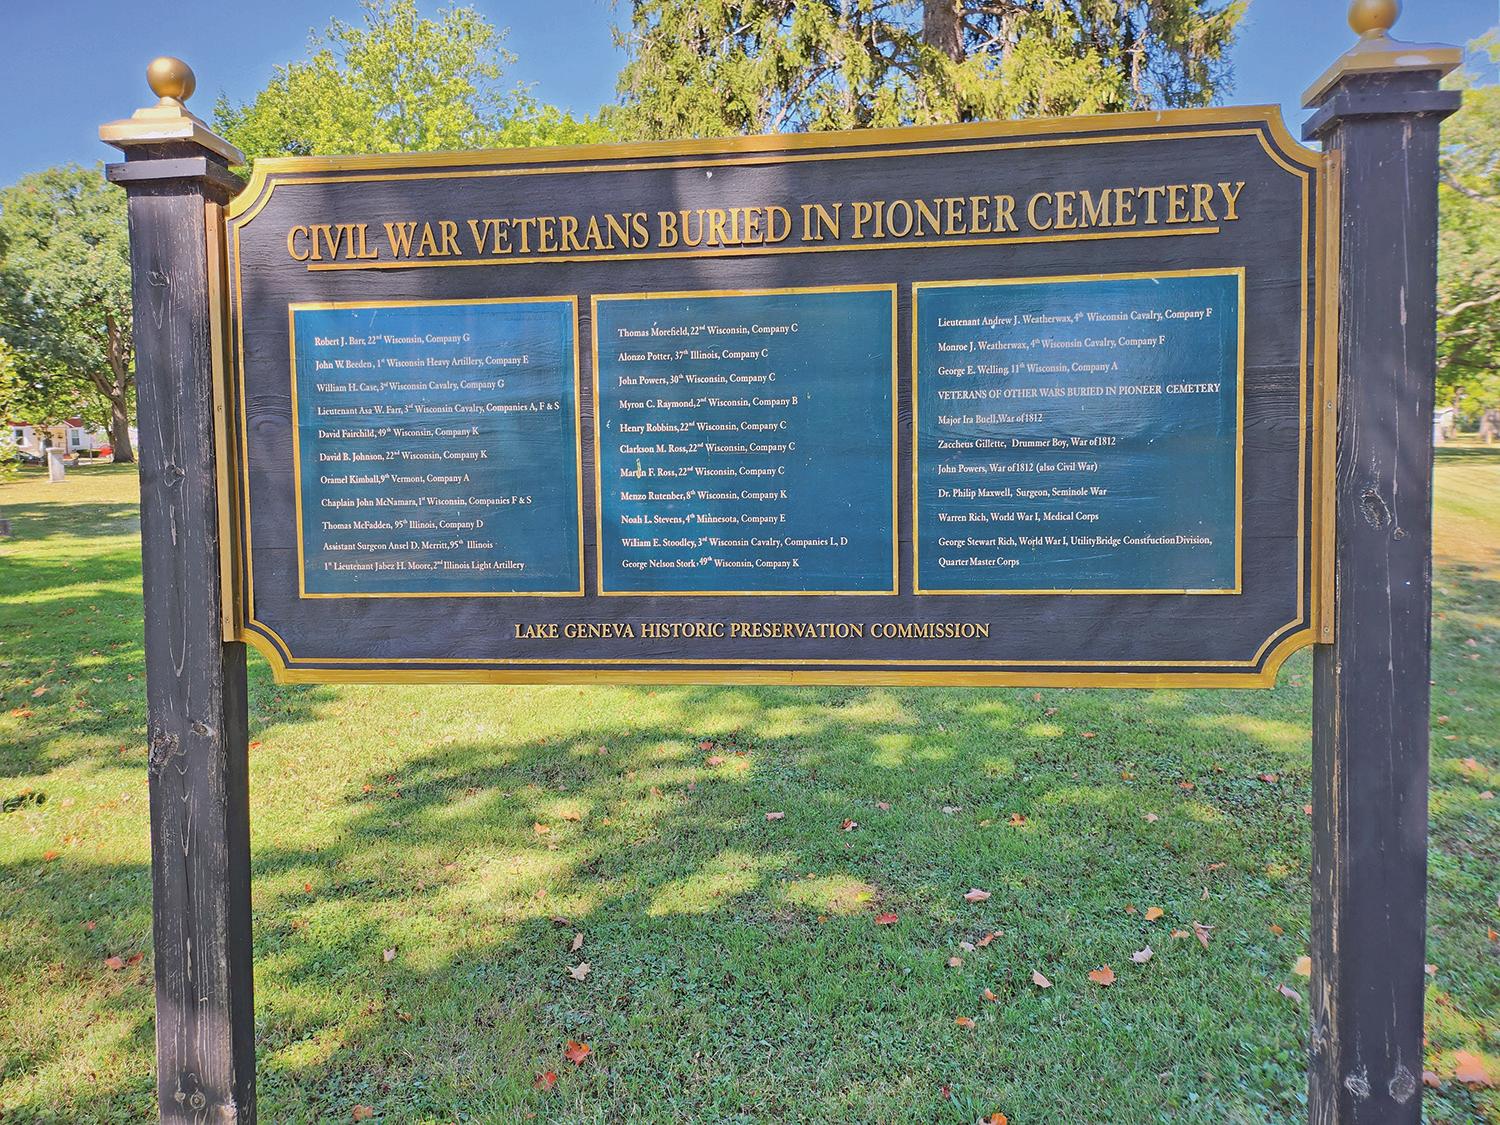 CIVIL WAR VETERANS BURIED IN PIONEER CEMETERY
Robert J. Barr, 22nd Wisconsin, Company G
John W. Beeden, 1st Wisconsin Heavy Artillery, Company E
William H. Case, 3rd Wisconsin Cavalry, Company G
Lieutenant Asa W. Farr, 3rd Wisconsin Cavalry, Companies A, F & S
David Fairchild, 49th Wisconsin, Company K
David B. Johnson, 22nd Wisconsin, Company K
Oramel Kimball, 9th Vermont, Company A
Chaplain John McNamara, 1st Wisconsin, Companies F & S
Thomas McFadden, 95th Illinois, Company D
Assistant Surgeon Ansel D. Merritt, 95th Illinois
1st Lieutenant Jabez H. Moore, 2nd Illinois Light Artillery
Thomas Morefield, 22nd Wisconsin, Company C
Alonzo Potter, 37th Illinois, Company C
John Powers, 30th Wisconsin, Company C
Myron C. Raymond, 2nd Wisconsin, Company B
Henry Robbins, 22nd Wisconsin, Company C
Clarkson M. Ross, 22nd Wisconsin, Company C
Martin F. Ross, 22nd Wisconsin, Company C
Menzo Rutenber, 8th Wisconsin, Company K
Noah L. Stevens, 4th Minnesota, Company E
William E. Stoodley, 3rd Wisconsin Cavalry, Companies L, D
George Nelson Stork, 49th Wisconsin, Company K
Lieutenant Andrew J. Weatherwax, 4th Wisconsin Cavalry, Company F
Monroe J. Weatherwax, 4th Wisconsin Cavalry, Company F
George E. Welling, 11th Wisconsin, Company A
VETERANS OF OTHER WARS BURIED IN PIONEER CEMETERY
Major Ira Buell, War of 1812
Zaccheus Gillette, Drummer Boy, War of 1812
John Powers, War of 1812 (also Civil War)
Dr. Philip Maxwell, Surgeon, Seminole War
Warren Rich, World War I, Medical Corps
George Stewart Rich, World War I, Utility Bridge Construction Division,
Quarter Master Corps
LAKE GENEVA HISTORIC PRESERVATION COMMISSION